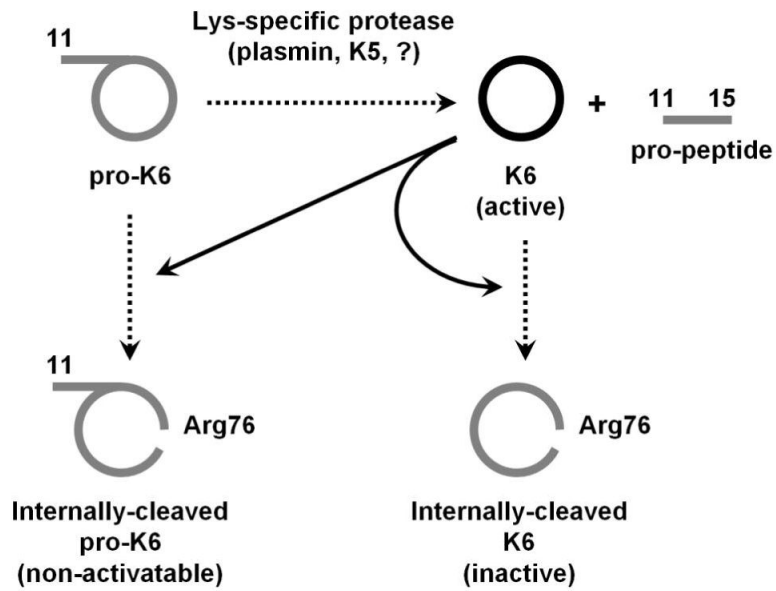 11
Lys-specific protease
(plasmin, K5, ?)
+
11 15
pro-peptide
pro-K6
K6
(active)
11
Arg76
Arg76
Internally-cleaved
pro-K6
(non-activatable)
Internally-cleaved
K6
(inactive)